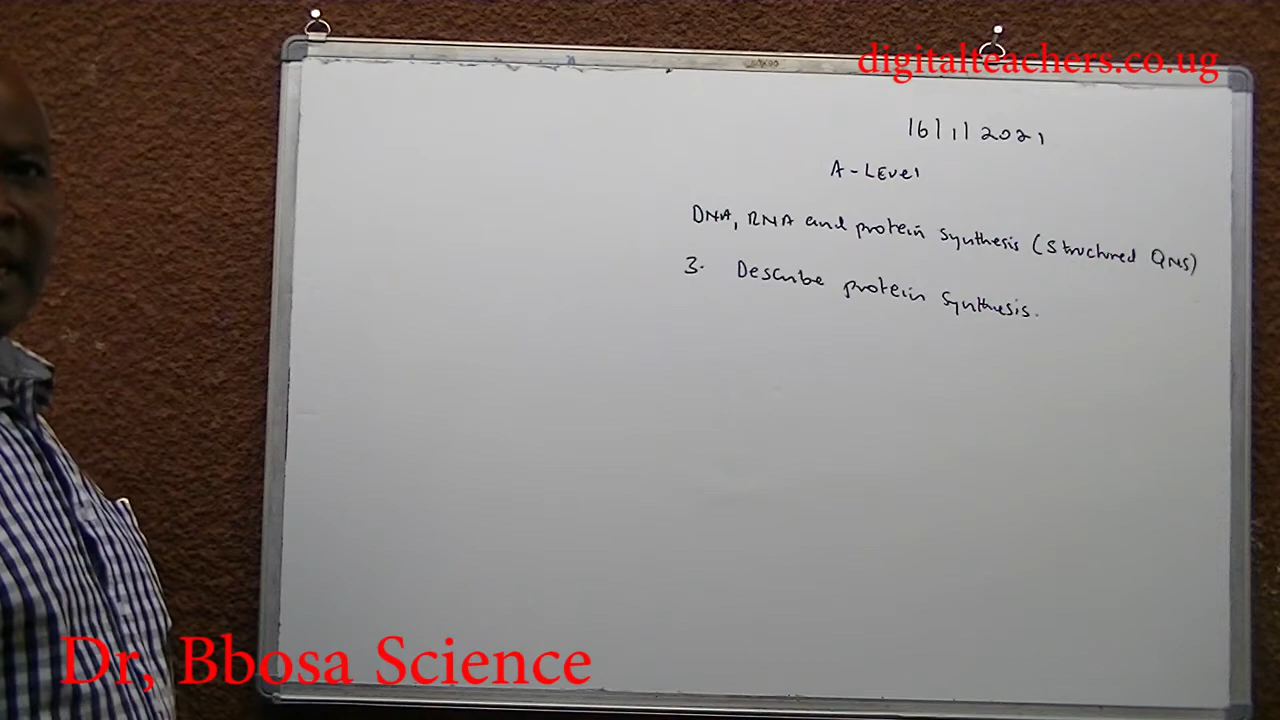 digitalteachers.co.ug
16/1/2021
A-Level
DNA, RNA and protein synthesis (Structured QNS)
3. Describe protein synthesis.
Dr, Bbosa Science